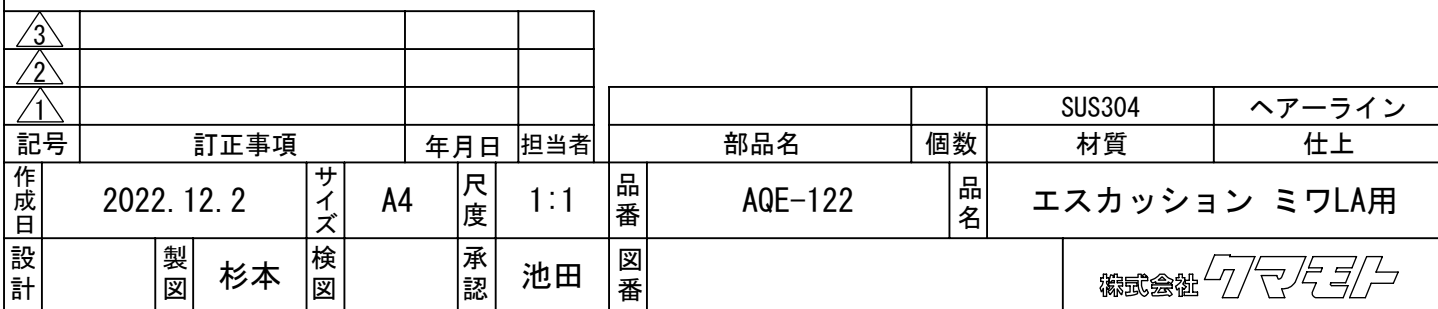 3
2
1 SUS304 ヘアーライン
記号 訂正事項 年月日 担当者 部品名 個数 材質 仕上
作成日 2022.12.2 サイズ A4 尺度 1:1 品番 AQE-122 品名 エスカッション ミワLA用
設計 製図 杉本 検図 承認 池田 図番 株式会社クマモト